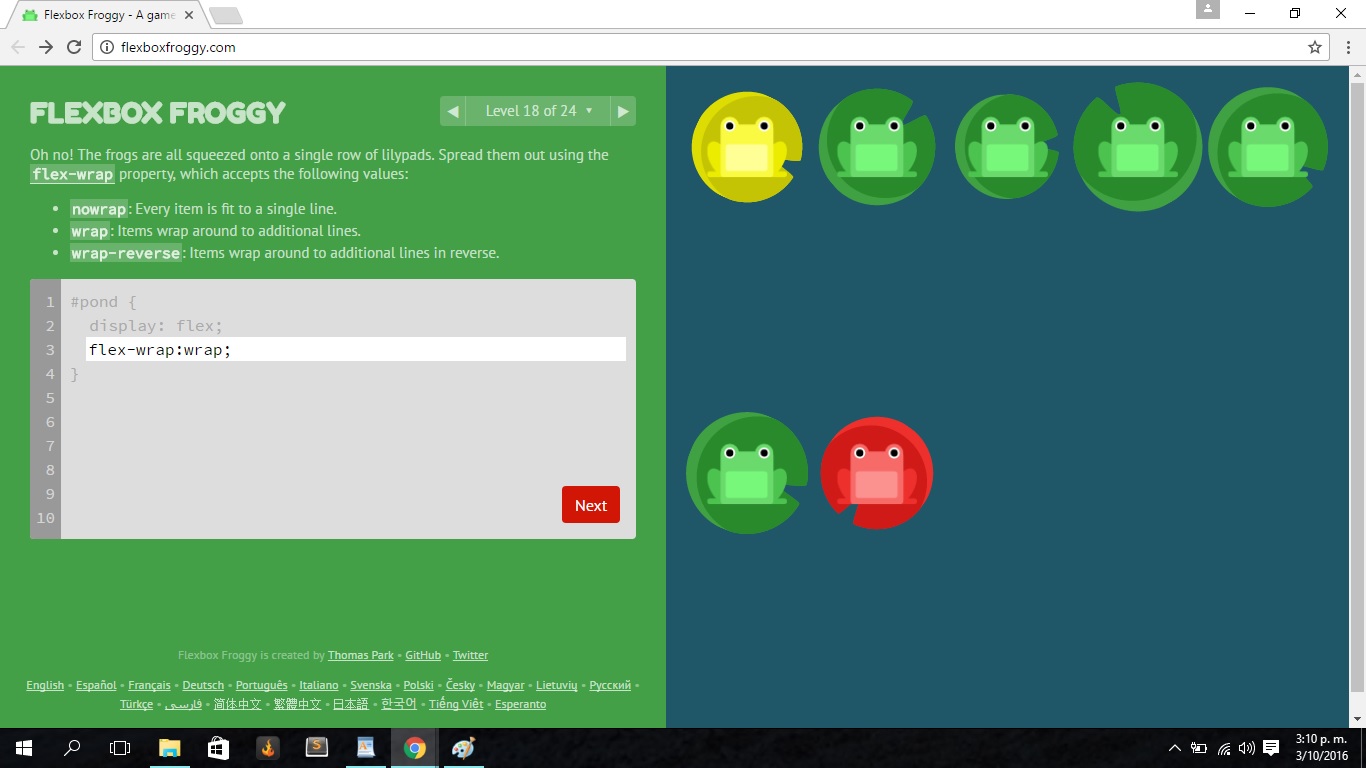 Flexbox Froggy - A game
flexboxfroggy.com
FLEXBOX FROGGY
◀ Level 18 of 24 ▾ ▶
Oh no! The frogs are all squeezed onto a single row of lilypads. Spread them out using the
flex-wrap property, which accepts the following values:
• nowrap: Every item is fit to a single line.
• wrap: Items wrap around to additional lines.
• wrap-reverse: Items wrap around to additional lines in reverse.
1 #pond {
2 display: flex;
3 flex-wrap:wrap;
4 }
5
6
7
8
9
10
Next
Flexbox Froggy is created by Thomas Park • GitHub • Twitter
English • Español • Français • Deutsch • Português • Italiano • Svenska • Polski • Česky • Magyar • Lietuvių • Русский •
Türkçe • فارسی • 简体中文 • 繁體中文 • 日本語 • 한국어 • Tiếng Việt • Esperanto
3:10 p. m.
3/10/2016